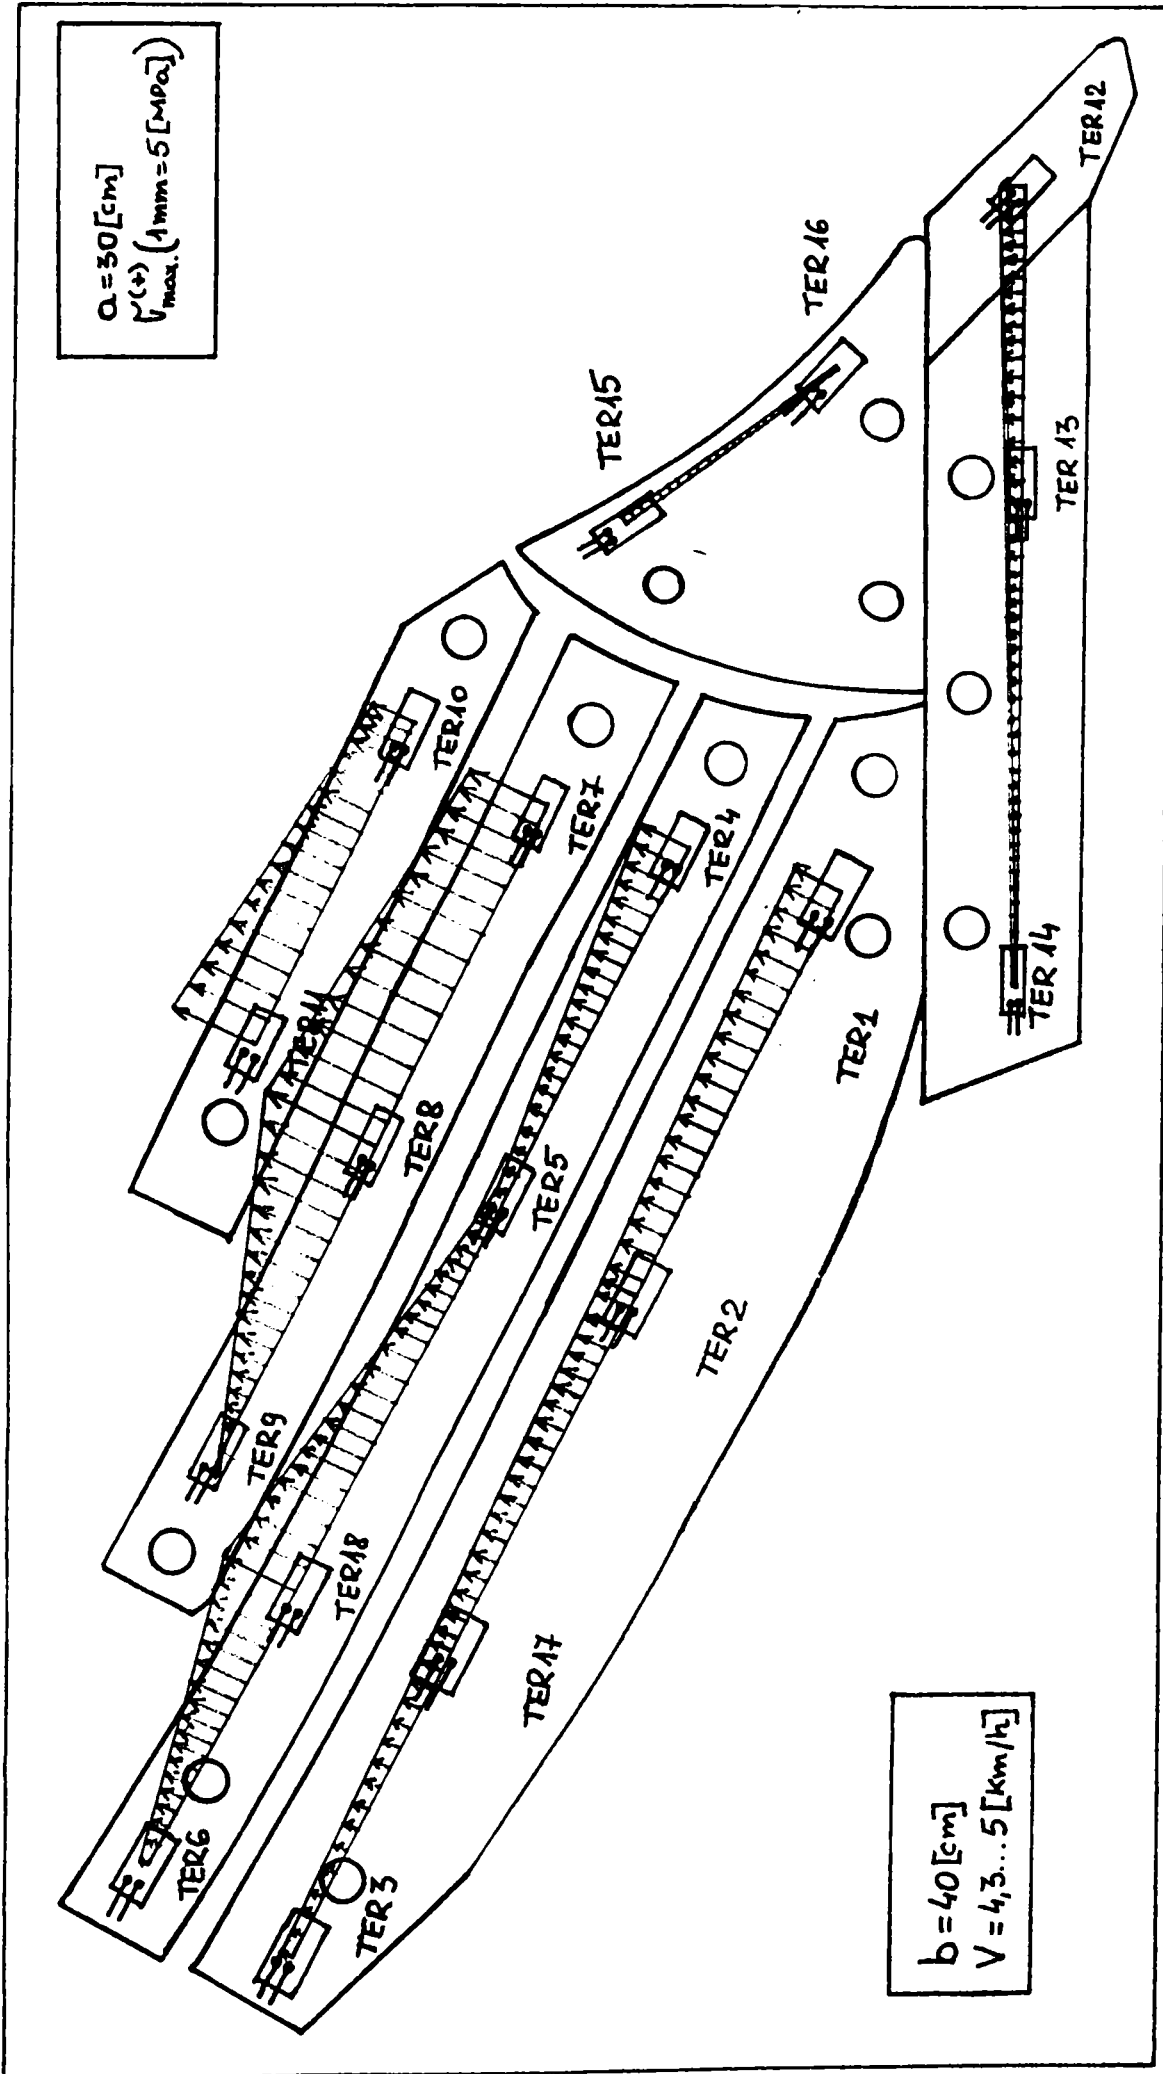 a=30[cm]
σ(+)max.(1mm=5[MPa])
TER12
TER16
TER15
TER13
TER10
TER7
TER4
TER14
TER11
TER1
TER8
TER5
TER2
TER9
TER18
TER17
TER6
TER3
b=40[cm]
V=4,3...5[km/h]